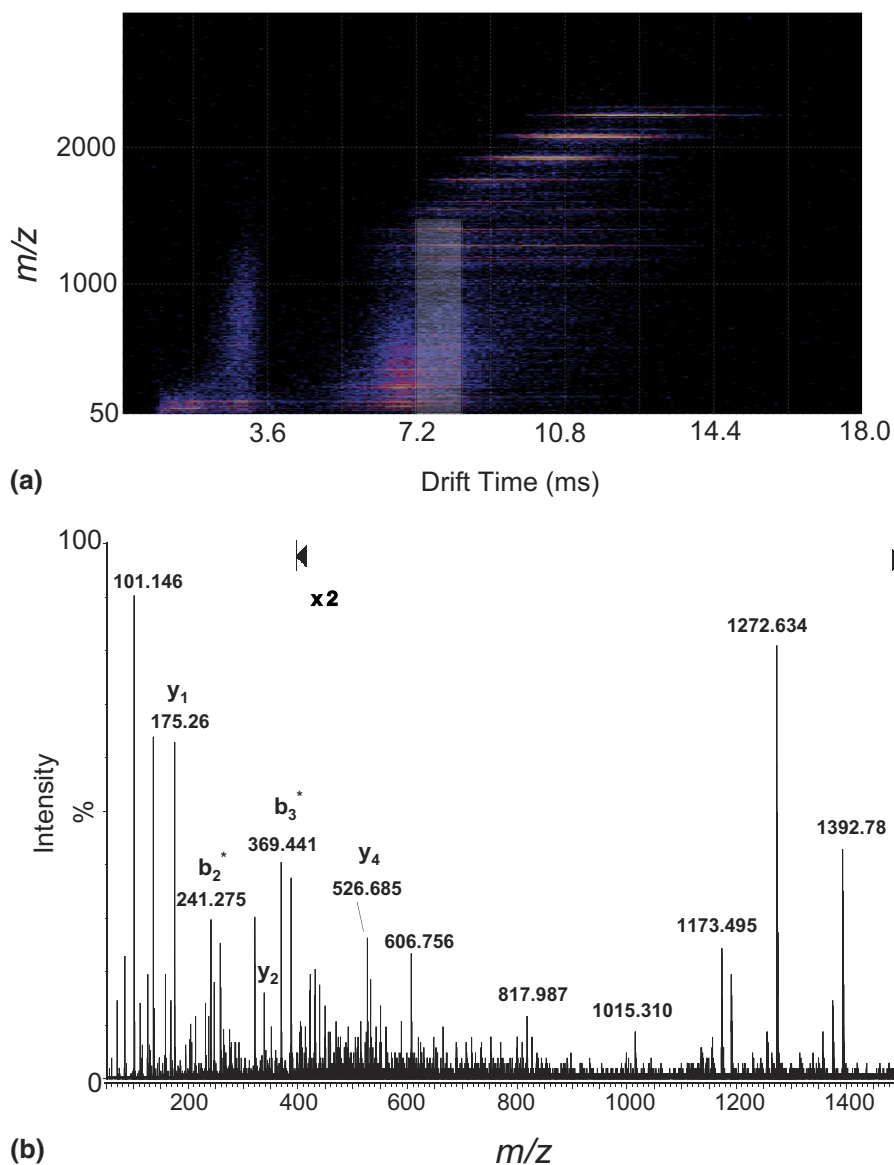 2000
m/z
1000
50
3.6 7.2 10.8 14.4 18.0
(a) Drift Time (ms)
100
101.146
x2
1272.634
y1
175.26
b3*
369.441
1392.78
Intensity
%
b2*
y4
241.275
526.685
606.756
1173.495
y2
817.987
1015.310
0
200 400 600 800 1000 1200 1400
(b) m/z